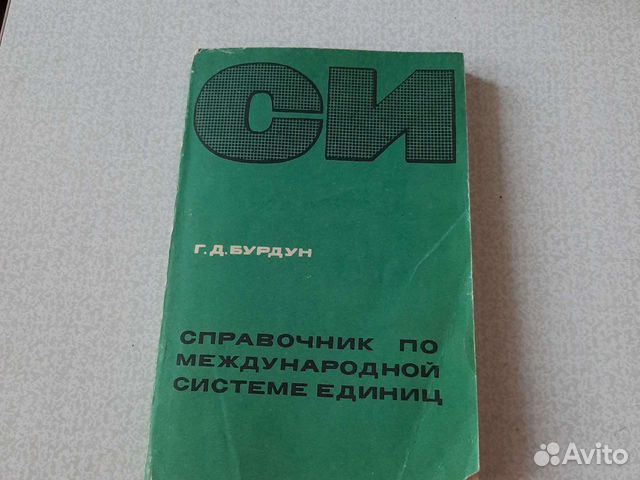 СИ
Г.Д.БУРДУН
СПРАВОЧНИК ПО
МЕЖДУНАРОДНОЙ
СИСТЕМЕ ЕДИНИЦ
Avito